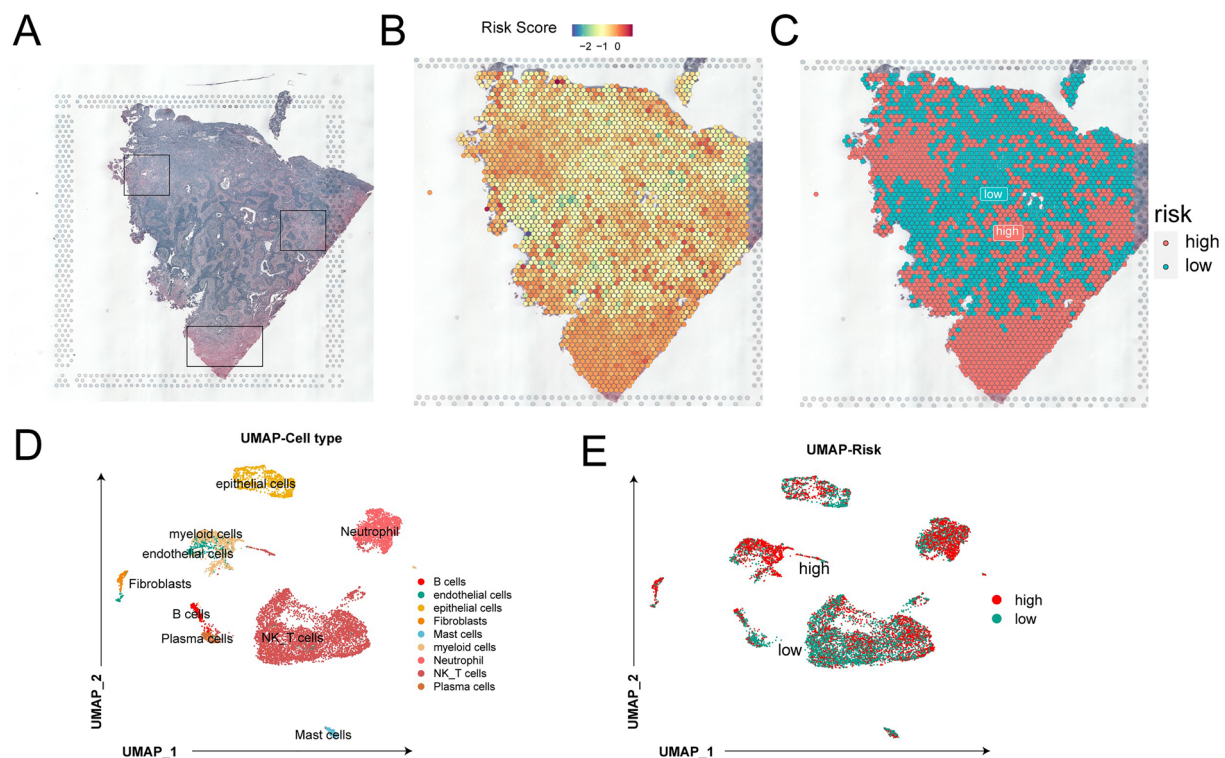 A
B
Risk Score
−2 −1 0
C
low
high
risk
high
low
D
UMAP-Cell type
epithelial cells
myeloid cells
Neutrophil
endothelial cells
Fibroblasts
B cells
Plasma cells
NK_T cells
Mast cells
B cells
endothelial cells
epithelial cells
Fibroblasts
Mast cells
myeloid cells
Neutrophil
NK_T cells
Plasma cells
UMAP_2
UMAP_1
E
UMAP-Risk
high
low
high
low
UMAP_2
UMAP_1